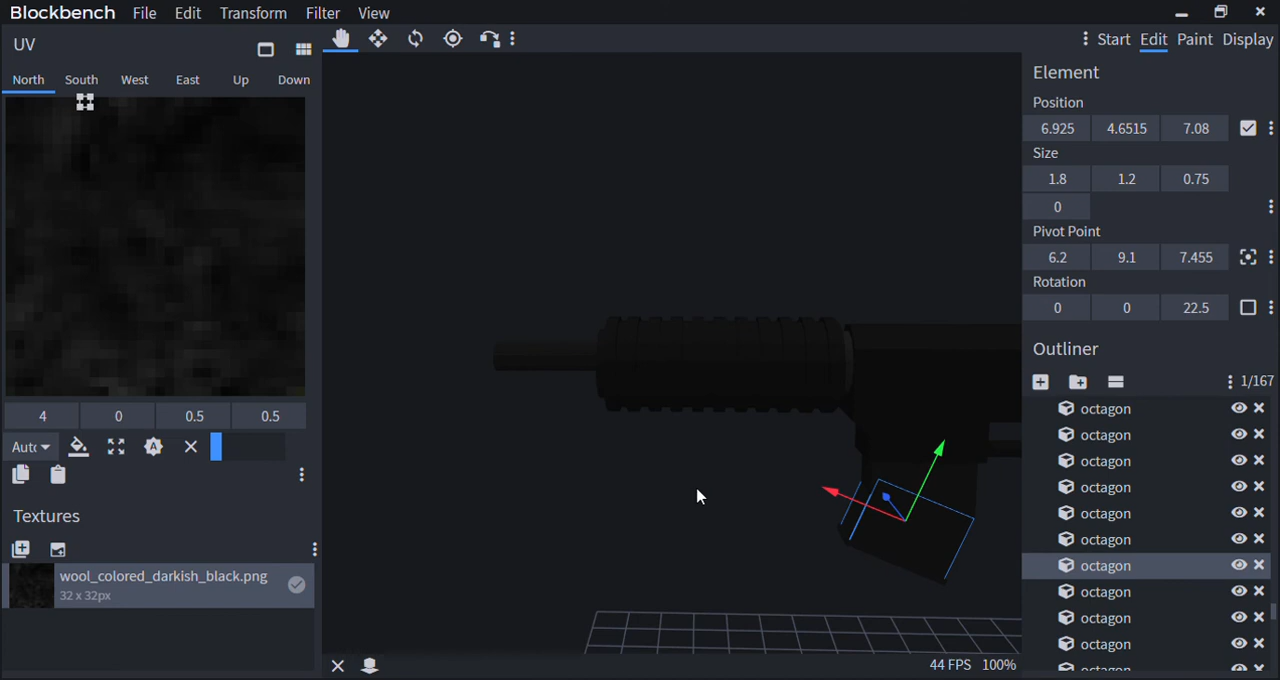 Blockbench File Edit Transform Filter View
UV
North South West East Up Down
4 0 0.5 0.5
Auto
Textures
wool_colored_darkish_black.png
32 x 32px
44 FPS 100%
Start Edit Paint Display
Element
Position
6.925 4.6515 7.08
Size
1.8 1.2 0.75
0
Pivot Point
6.2 9.1 7.455
Rotation
0 0 22.5
Outliner
1/167
octagon
octagon
octagon
octagon
octagon
octagon
octagon
octagon
octagon
octagon
octagon